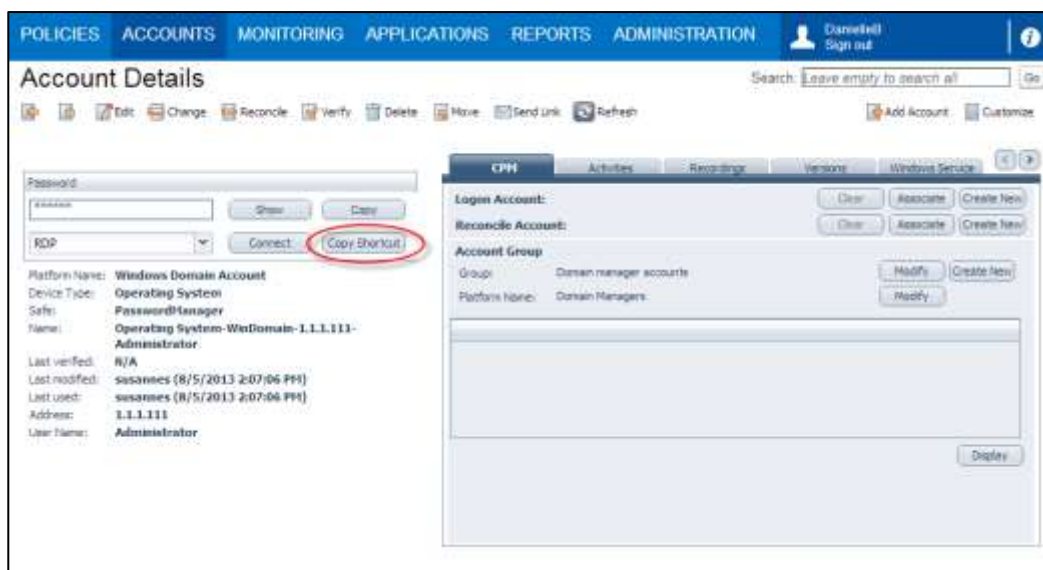 POLICIES ACCOUNTS MONITORING APPLICATIONS REPORTS ADMINISTRATION
Sign out
Account Details
Search: Leave empty to search all Go
Edit Change Reconcile Verify Delete Move Send Link Refresh Add Account Customize
CPM Activities Recordings Versions Windows Service
Password
*******
Show Copy
RDP Connect Copy Shortcut
Logon Account: Clear Associate Create New
Reconcile Account: Clear Associate Create New
Account Group
Group: Domain manager accounts Modify Create New
Platform Name: Domain Managers Modify
Display
Platform Name: Windows Domain Account
Device Type: Operating System
Safe: PasswordManager
Name: Operating System-WinDomain-1.1.1.111-
Administrator
Last verified: N/A
Last modified: susannes (8/5/2013 2:07:06 PM)
Last used: susannes (8/5/2013 2:07:06 PM)
Address: 1.1.1.111
User Name: Administrator